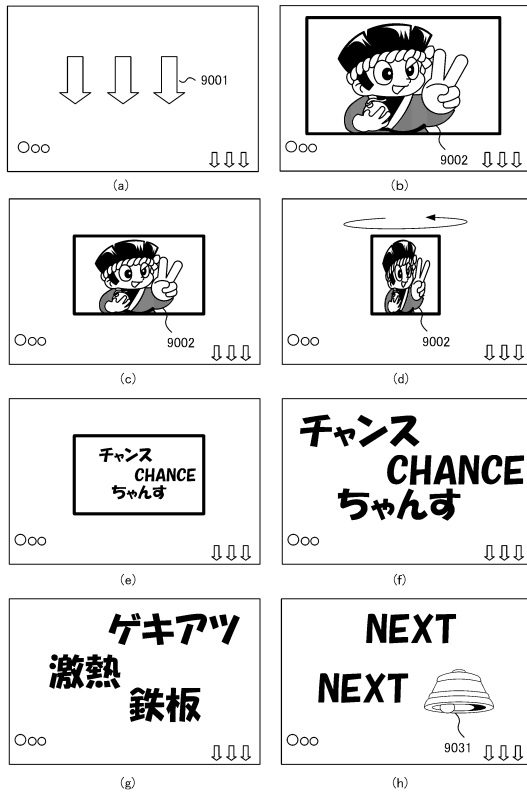 9001
(a)
9002
(b)
9002
(c)
9002
(d)
チャンス
CHANCE
ちゃんす
(e)
チャンス
CHANCE
ちゃんす
(f)
ゲキアツ
激熱
鉄板
(g)
NEXT
NEXT
9031
(h)